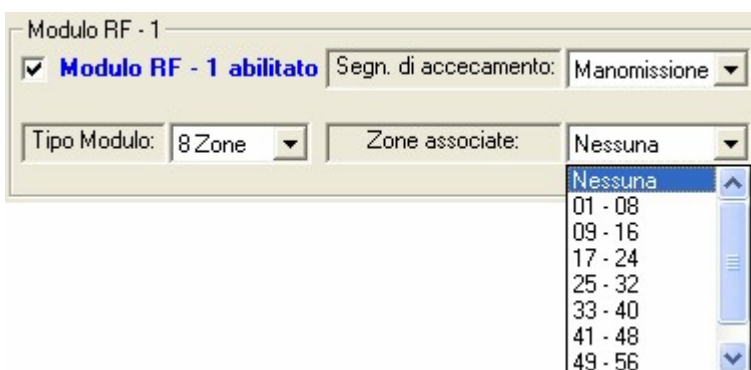 Modulo RF - 1
Modulo RF - 1 abilitato Segn. di accecamento: Manomissione
Tipo Modulo: 8 Zone Zone associate: Nessuna
Nessuna
01 - 08
09 - 16
17 - 24
25 - 32
33 - 40
41 - 48
49 - 56